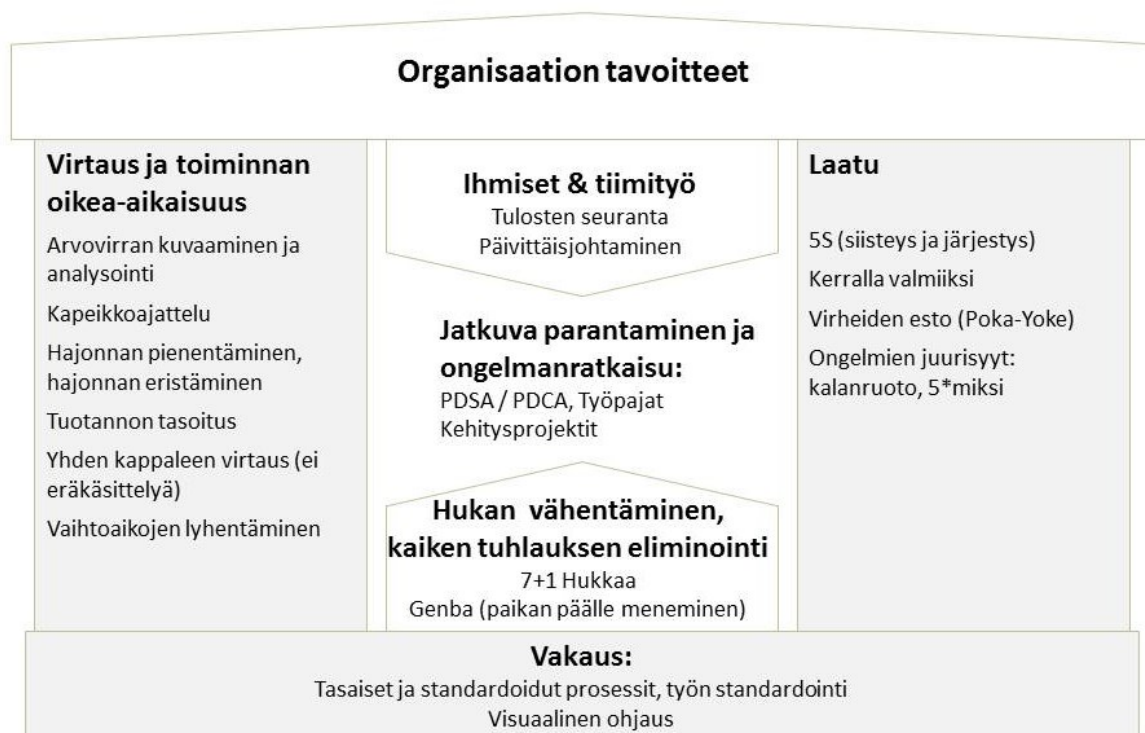 Organisaation tavoitteet
Virtaus ja toiminnan
oikea-aikaisuus
Arvovirran kuvaaminen ja
analysointi
Kapeikkoajattelu
Hajonnan pienentäminen,
hajonnan eristäminen
Tuotannon tasoitus
Yhden kappaleen virtaus (ei
eräkäsittelyä)
Vaihtoaikojen lyhentäminen
Ihmiset & tiimityö
Tulosten seuranta
Päivittäisjohtaminen
Jatkuva parantaminen ja
ongelmanratkaisu:
PDSA / PDCA, Työpajat
Kehitysprojektit
Hukan vähentäminen,
kaiken tuhlauksen eliminointi
7+1 Hukkaa
Genba (paikan päälle meneminen)
Laatu
5S (siisteys ja järjestys)
Kerralla valmiiksi
Virheiden esto (Poka-Yoke)
Ongelmien juurisyyt:
kalanruoto, 5*miksi
Vakaus:
Tasaiset ja standardoidut prosessit, työn standardointi
Visuaalinen ohjaus